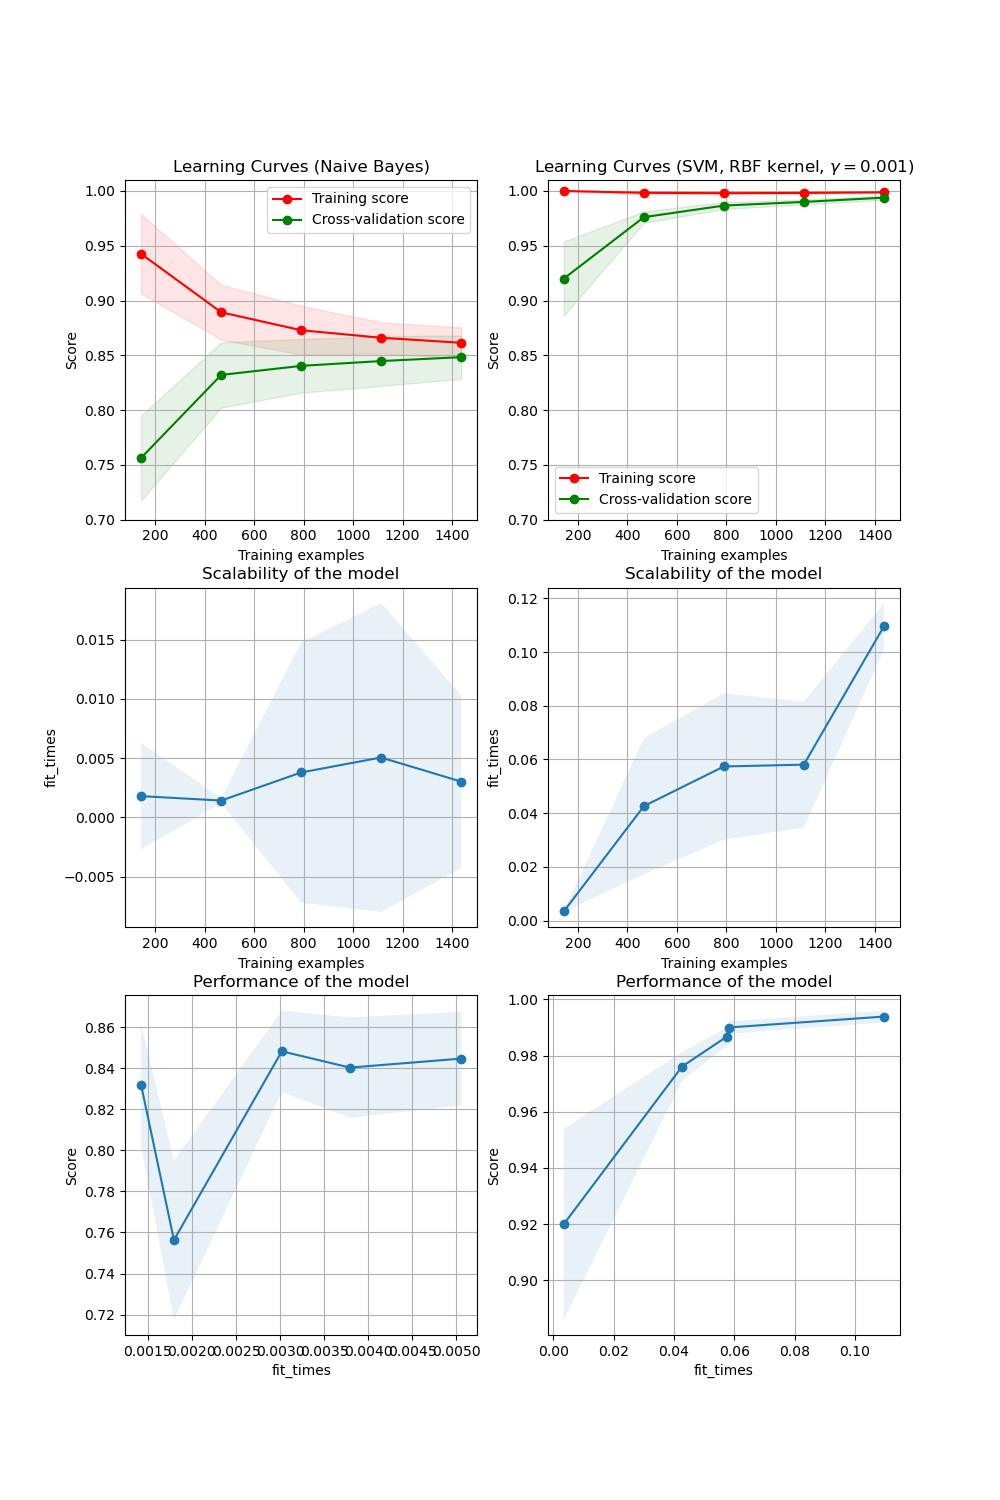 Learning Curves (Naive Bayes)
Learning Curves (SVM, RBF kernel, γ = 0.001)
1.00
0.95
0.90
0.85
0.80
0.75
0.70
Score
Training score
Cross-validation score
200 400 600 800 1000 1200 1400
Training examples
1.00
0.95
0.90
0.85
0.80
0.75
0.70
Score
Training score
Cross-validation score
200 400 600 800 1000 1200 1400
Training examples
Scalability of the model
0.015
0.010
0.005
0.000
−0.005
fit_times
200 400 600 800 1000 1200 1400
Training examples
Scalability of the model
0.12
0.10
0.08
0.06
0.04
0.02
0.00
fit_times
200 400 600 800 1000 1200 1400
Training examples
Performance of the model
0.86
0.84
0.82
0.80
0.78
0.76
0.74
0.72
Score
0.0015 0.0020 0.0025 0.0030 0.0035 0.0040 0.0045 0.0050
fit_times
Performance of the model
1.00
0.98
0.96
0.94
0.92
0.90
Score
0.00 0.02 0.04 0.06 0.08 0.10
fit_times